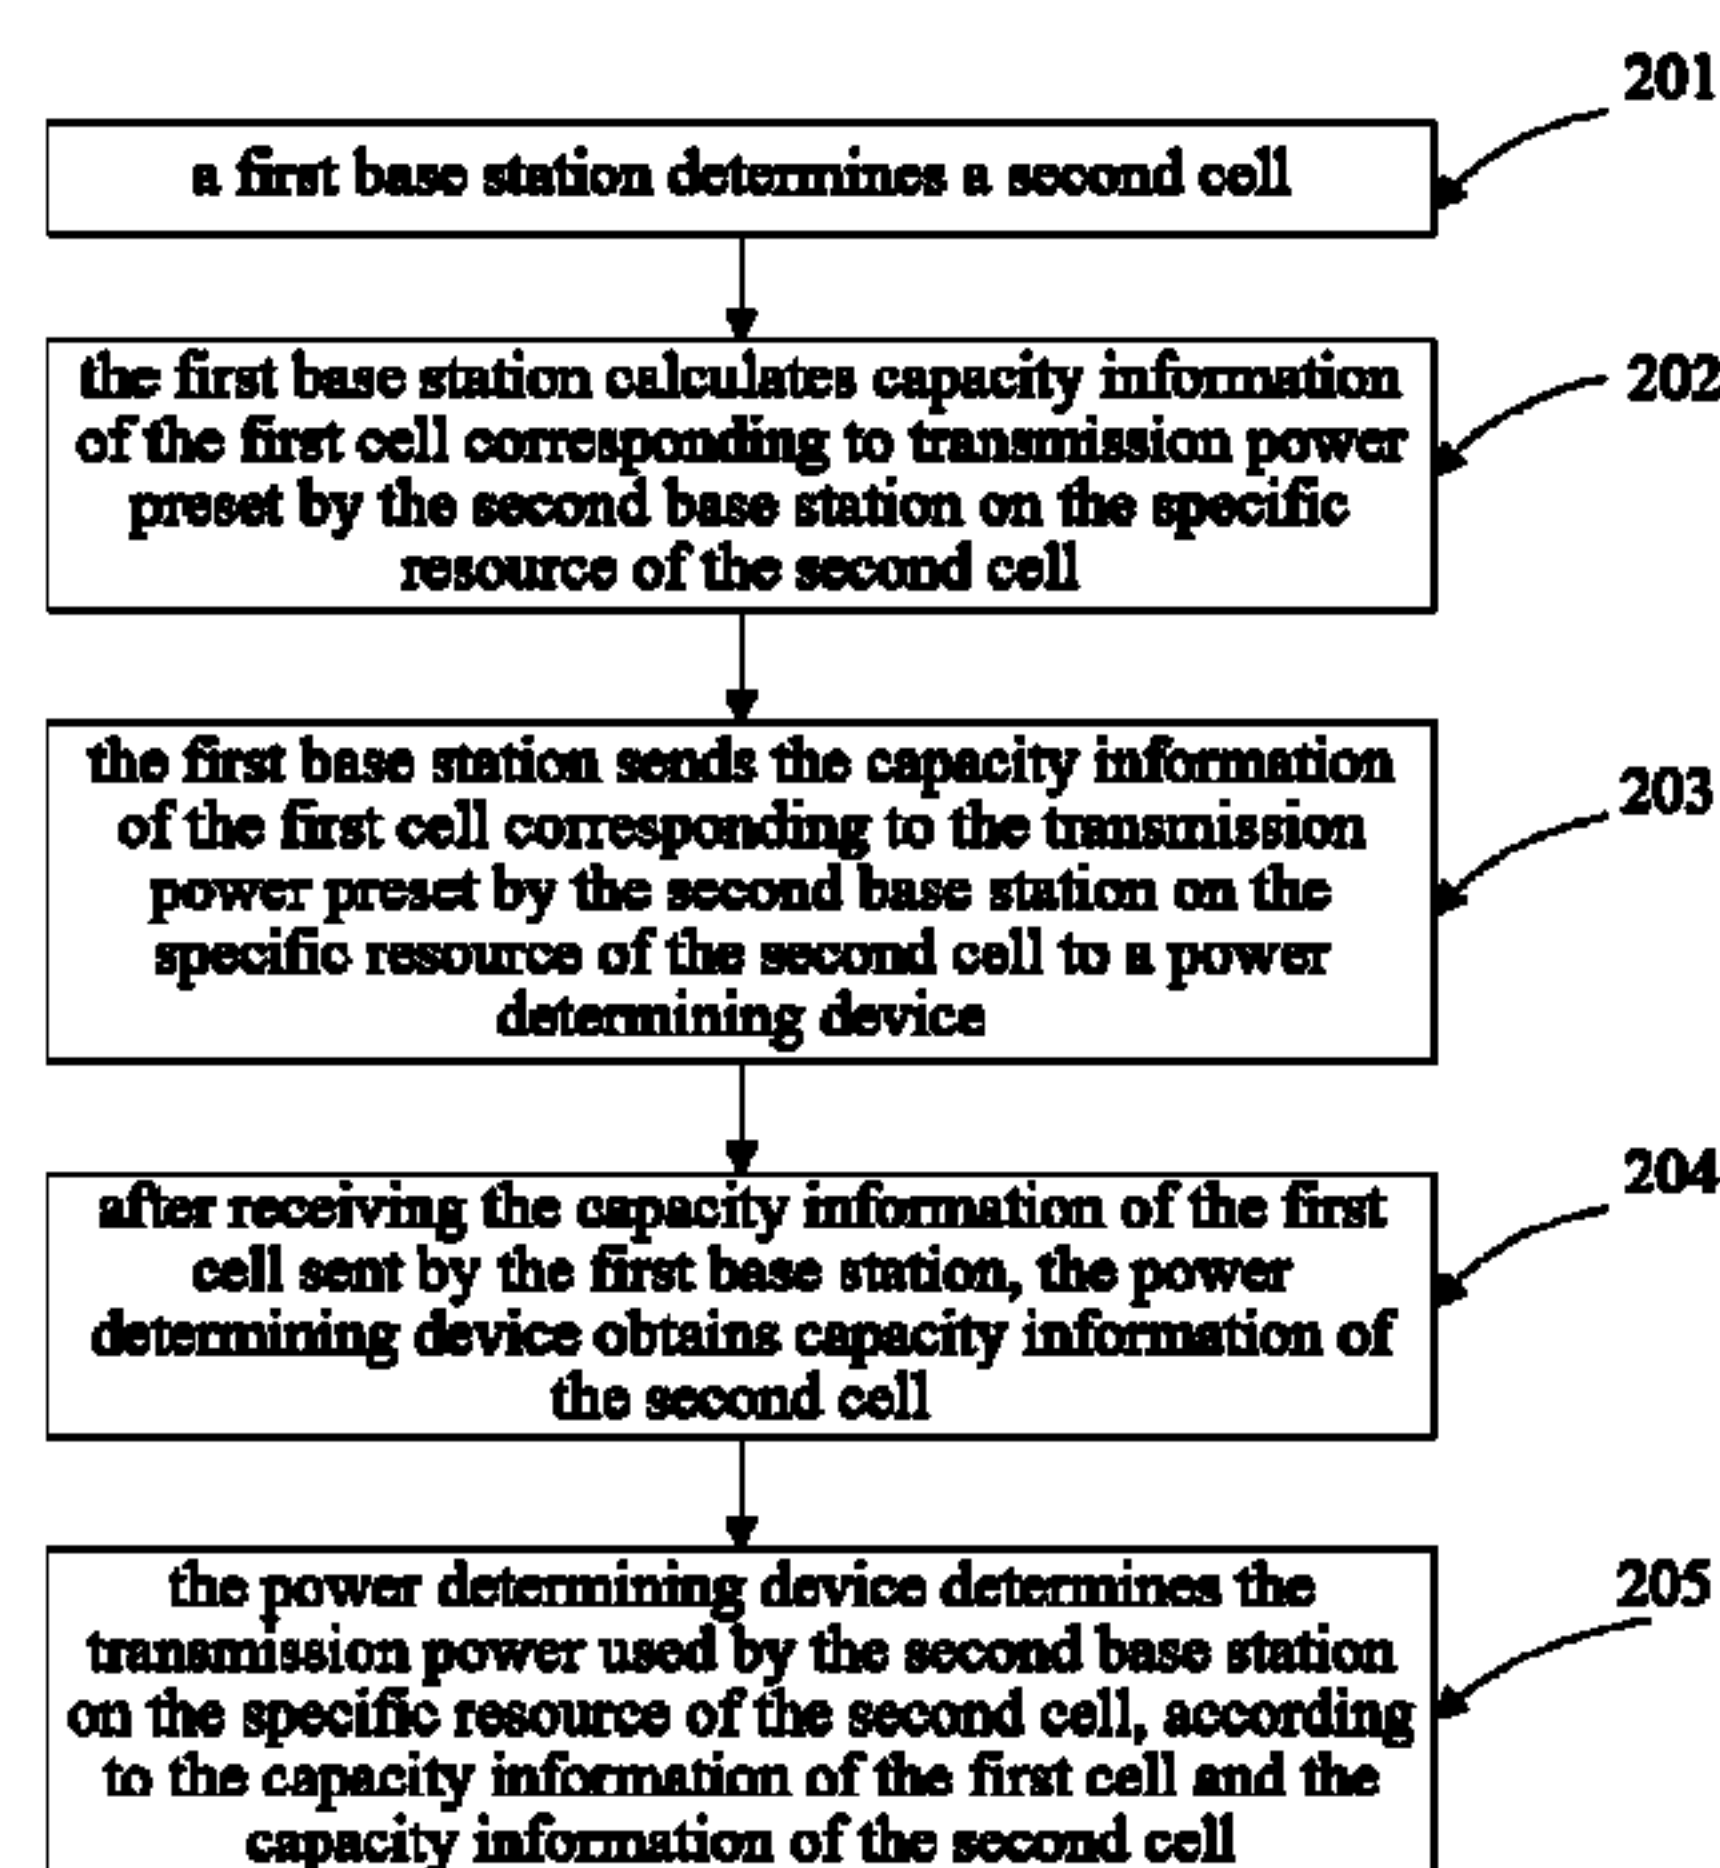 201
a first base station determines a second cell
the first base station calculates capacity information
202
of the first cell corresponding to transmission power
preset by the second base station on the specific
resource of the second cell
the first base station sends the capacity information
203
of the first cell corresponding to the transmission
power preset by the second base station on the
specific resource of the second cell to a power
determining device
204
after receiving the capacity information of the first
cell sent by the first base station, the power
determining device obtains capacity information of
the second cell
205
the power determining device determines the
transmission power used by the second base station
on the specific resource of the second cell, according
to the capacity information of the first cell and the
capacity information of the second cell